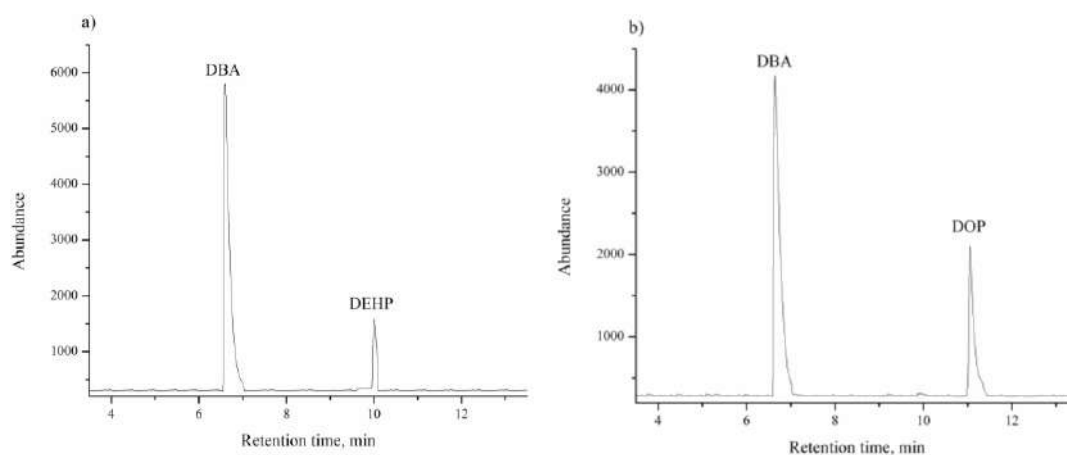 a)
DBA
DEHP
6000
5000
4000
3000
2000
1000
Abundance
4
6
8
10
12
Retention time, min
b)
DBA
DOP
4000
3000
2000
1000
Abundance
4
6
8
10
12
Retention time, min